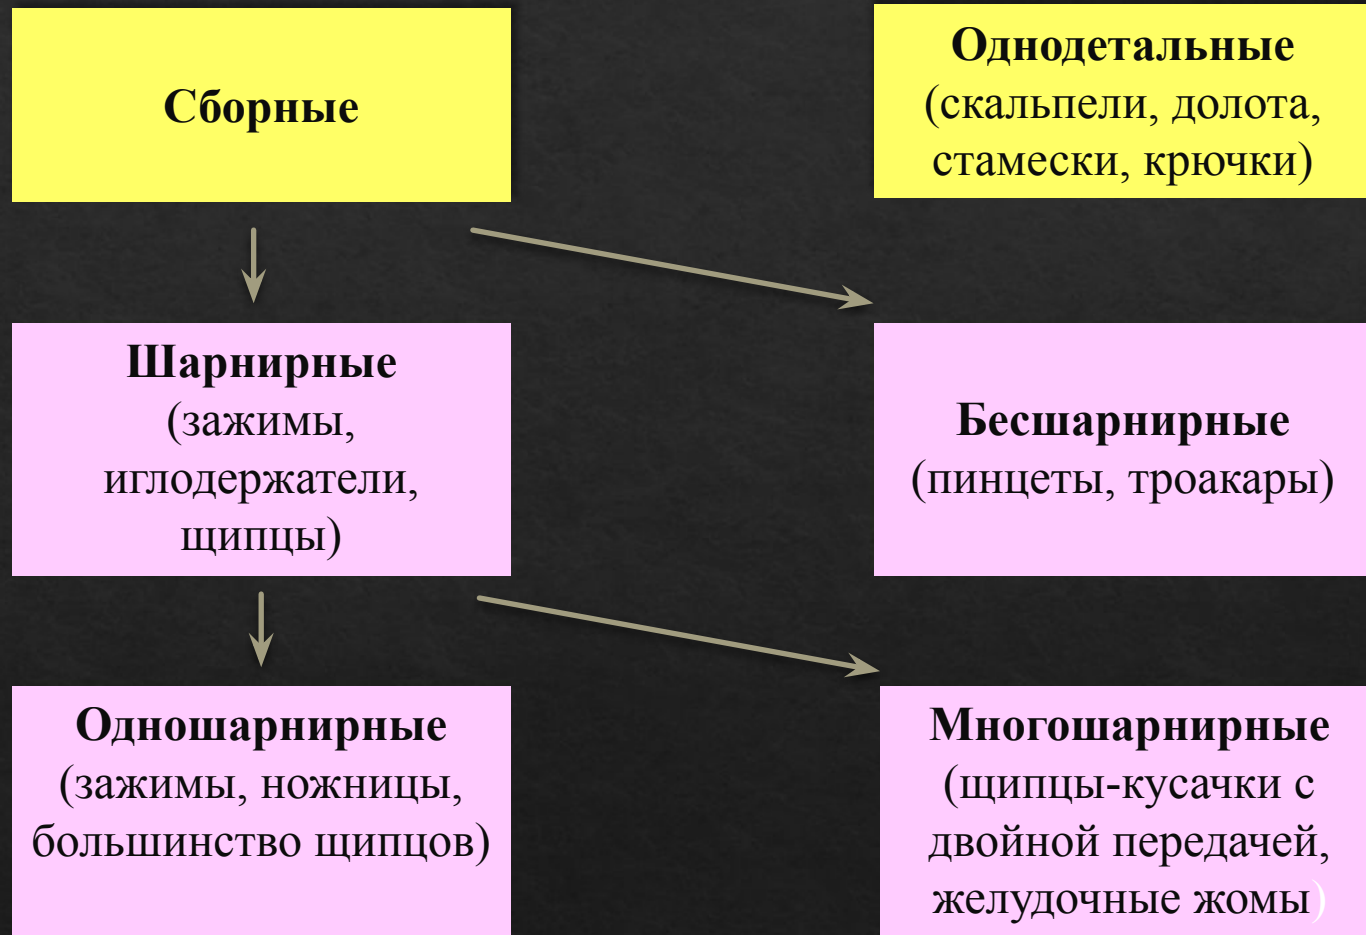 Сборные
Однодетальные
(скальпели, долота,
стамески, крючки)
Шарнирные
(зажимы,
иглодержатели,
щипцы)
Бесшарнирные
(пинцеты, троакары)
Одношарнирные
(зажимы, ножницы,
большинство щипцов)
Многошарнирные
(щипцы-кусачки с
двойной передачей,
желудочные жомы)